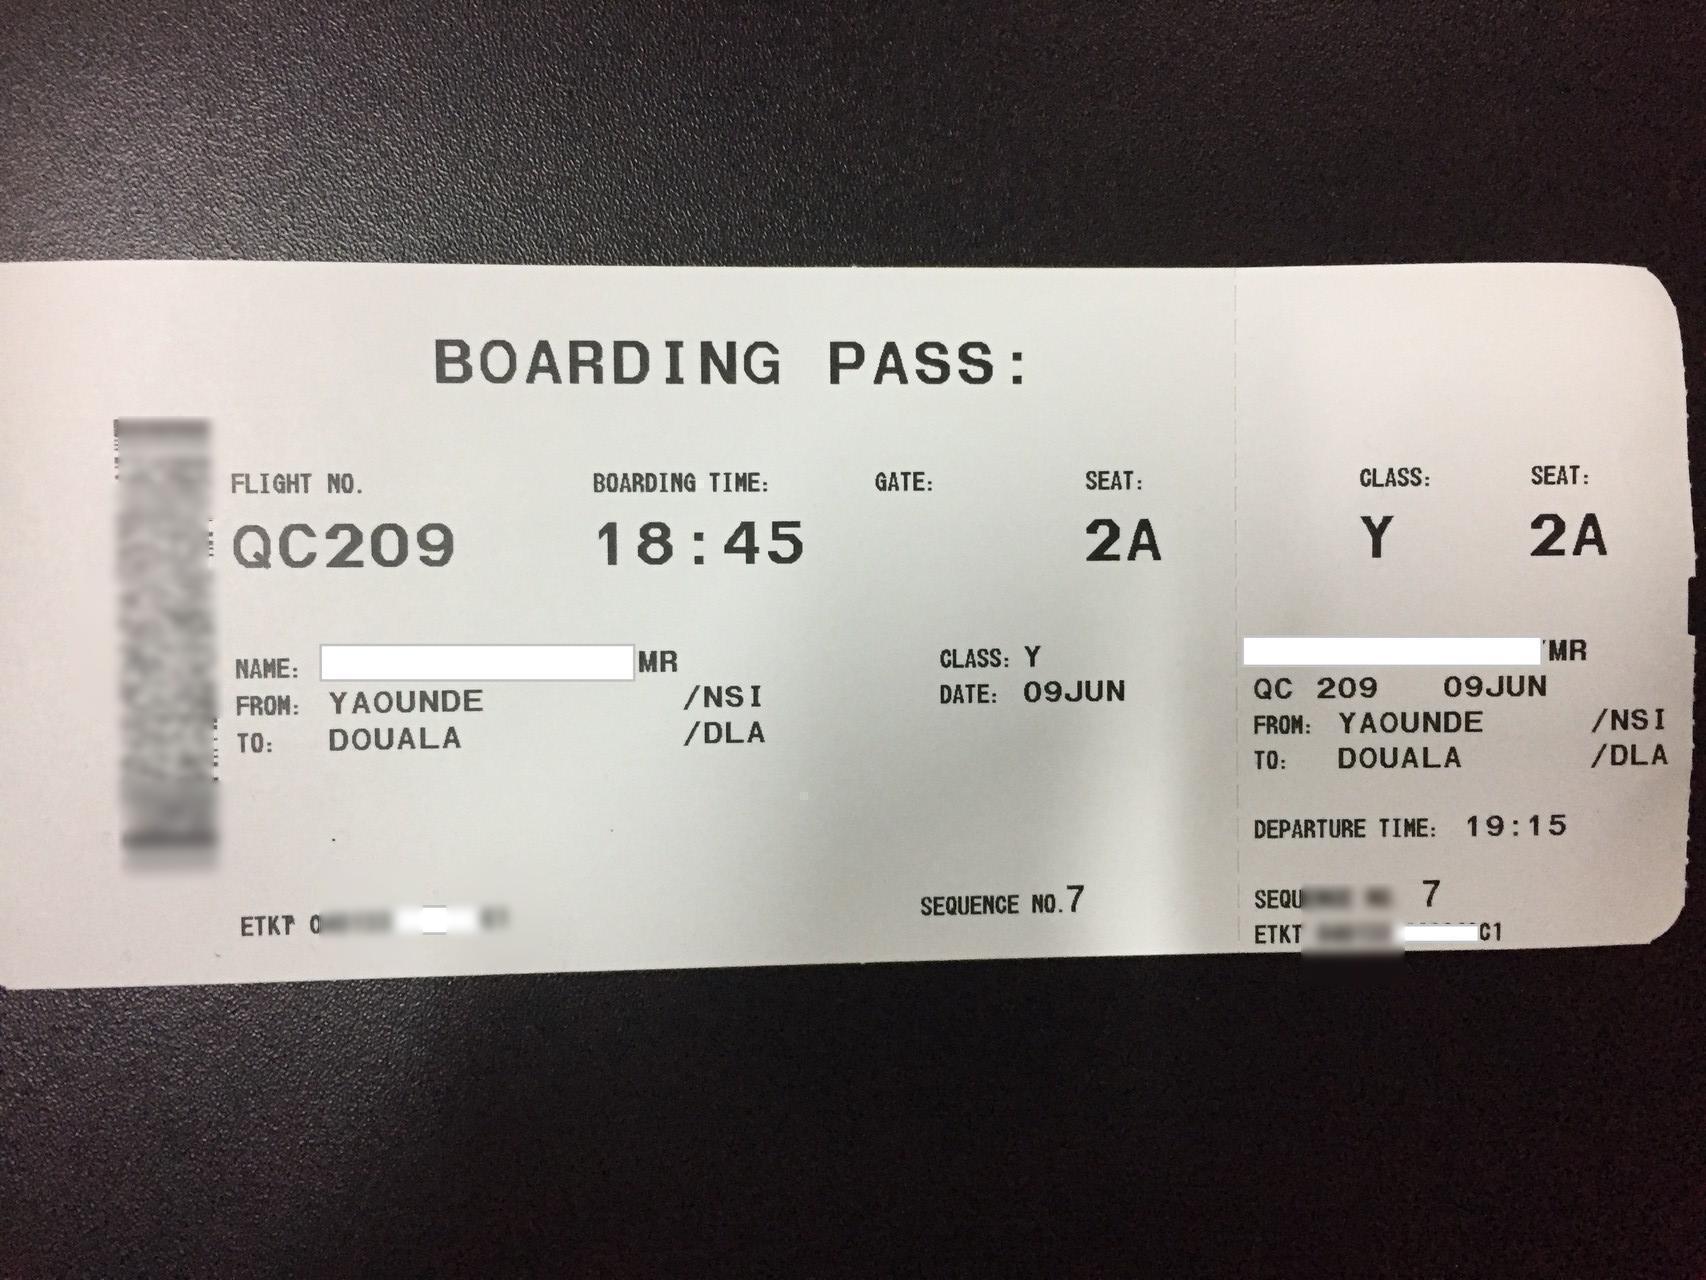 BOARDING PASS:
FLIGHT NO. BOARDING TIME: GATE: SEAT:
QC209 18:45 2A
NAME: MR CLASS: Y
FROM: YAOUNDE /NSI DATE: 09JUN
TO: DOUALA /DLA
ETKT SEQUENCE NO.7
CLASS: SEAT:
Y 2A
MR
QC 209 09JUN
FROM: YAOUNDE /NSI
TO: DOUALA /DLA
DEPARTURE TIME: 19:15
7
ETKT C1